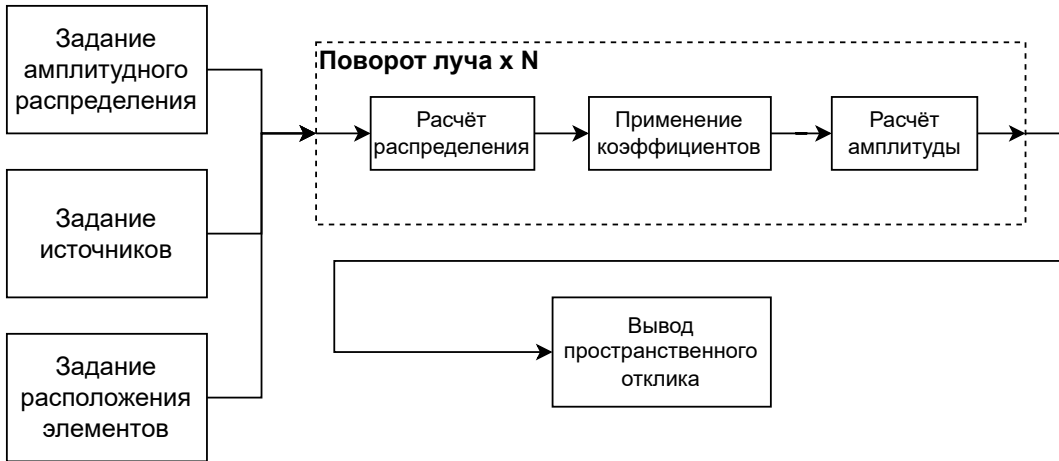 Задание
амплитудного
распределения
Задание
источников
Задание
расположения
элементов
Поворот луча x N
Расчёт
распределения
Применение
коэффициентов
Расчёт
амплитуды
Вывод
пространственного
отклика